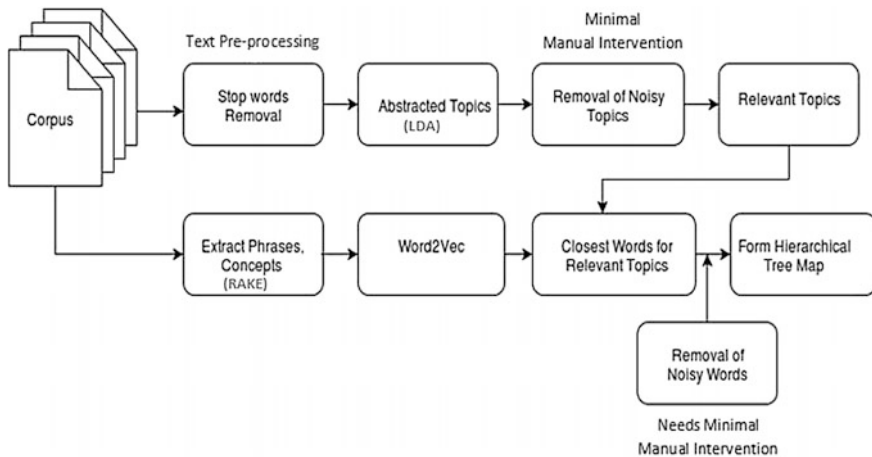 Text Pre-processing
Minimal
Manual Intervention
Corpus
Stop words
Removal
Abstracted Topics
(LDA)
Removal of Noisy
Topics
Relevant Topics
Extract Phrases,
Concepts
(RAKE)
Word2Vec
Closest Words for
Relevant Topics
Form Hierarchical
Tree Map
Removal of
Noisy Words
Needs Minimal
Manual Intervention